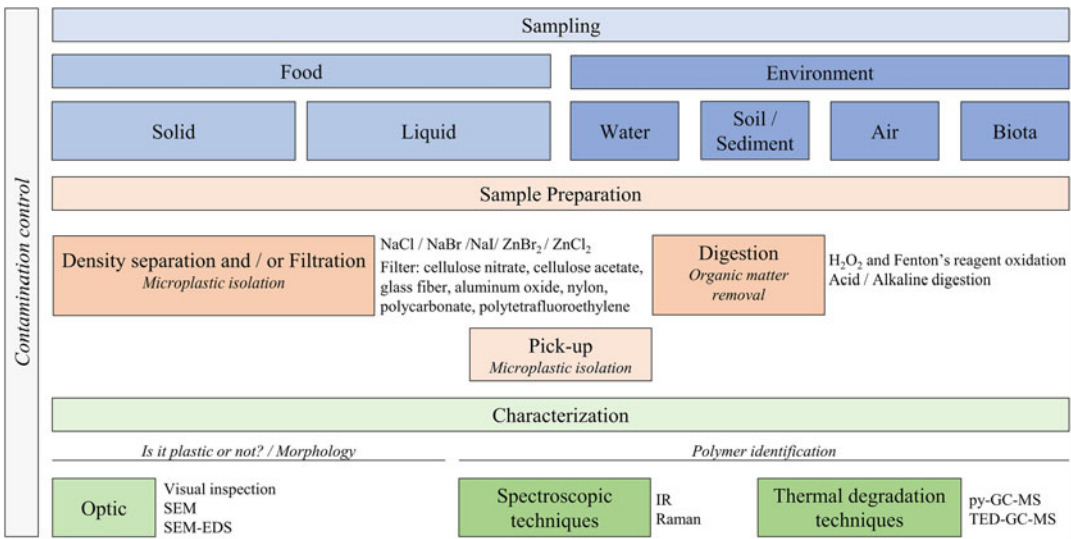 Contamination control
Sampling
Food
Environment
Solid
Liquid
Water
Soil /
Sediment
Air
Biota
Sample Preparation
Density separation and / or Filtration
Microplastic isolation
NaCl / NaBr /NaI/ ZnBr₂ / ZnCl₂
Filter: cellulose nitrate, cellulose acetate,
glass fiber, aluminum oxide, nylon,
polycarbonate, polytetrafluoroethylene
Digestion
Organic matter
removal
H₂O₂ and Fenton’s reagent oxidation
Acid / Alkaline digestion
Pick-up
Microplastic isolation
Characterization
Is it plastic or not? / Morphology
Polymer identification
Optic
Visual inspection
SEM
SEM-EDS
Spectroscopic
techniques
IR
Raman
Thermal degradation
techniques
py-GC-MS
TED-GC-MS